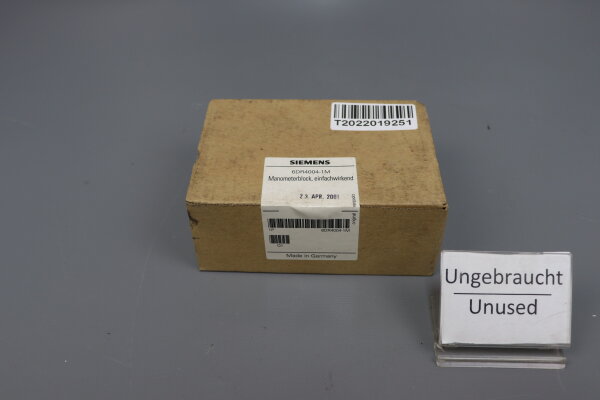 T2022019251
SIEMENS
6DR4004-1M
Manometerblock, einfachwirkend
23. APR. 2001
6DR4004-1M
Made in Germany
Ungebraucht
Unused